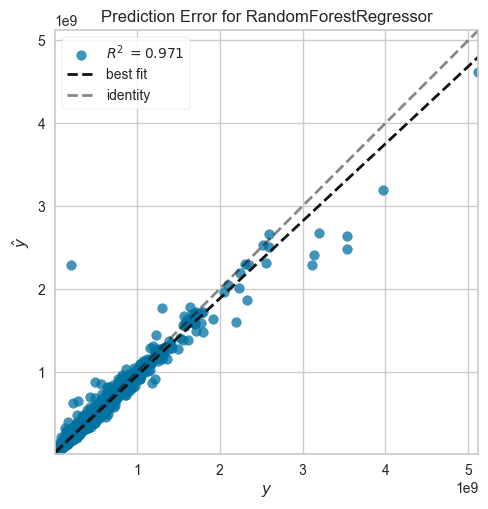 Prediction Error for RandomForestRegressor
1e9
R² = 0.971
best fit
identity
5
4
3
2
1
ŷ
1 2 3 4 5
1e9
y